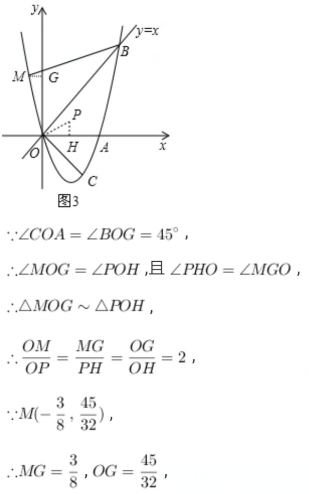 y
y=x
B
M
G
P
O
H
A
x
C
图3
∵∠COA = ∠BOG = 45°，
∴∠MOG = ∠POH ,且 ∠PHO = ∠MGO ，
∴△MOG ∼ △POH ，
∴ OM/OP = MG/PH = OG/OH = 2 ，
∵M(−3/8 , 45/32) ，
∴MG = 3/8 , OG = 45/32 ，